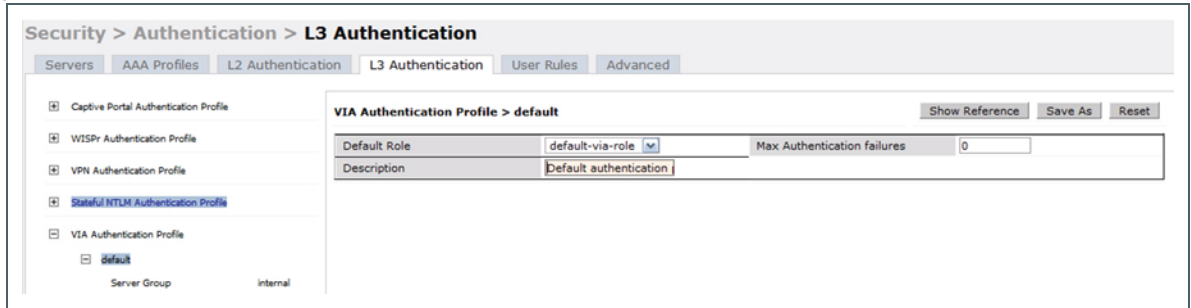 Security > Authentication > L3 Authentication
Servers AAA Profiles L2 Authentication L3 Authentication User Rules Advanced
Captive Portal Authentication Profile
WISPr Authentication Profile
VPN Authentication Profile
Stateful NTLM Authentication Profile
VIA Authentication Profile
default
Server Group internal
VIA Authentication Profile > default Show Reference Save As Reset
Default Role default-via-role Max Authentication failures 0
Description Default authentication